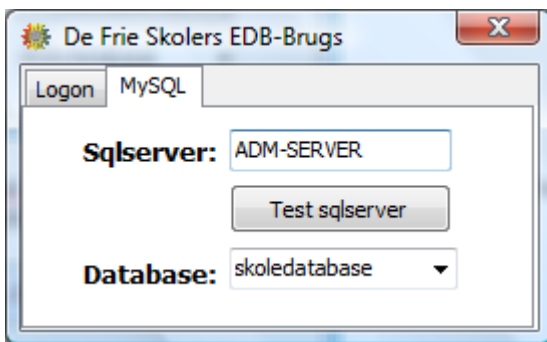 De Frie Skolers EDB-Brugs
Logon MySQL
Sqlserver: ADM-SERVER
Test sqlserver
Database: skoledatabase